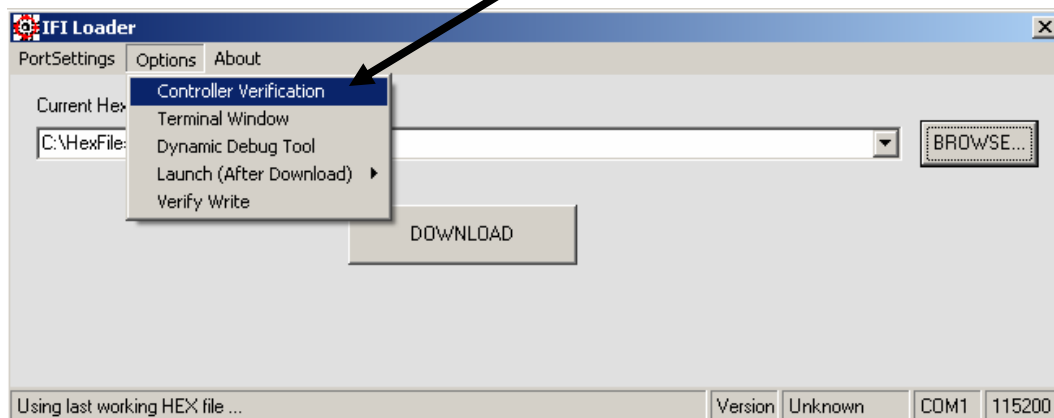 IFI Loader
PortSettings Options About
Controller Verification
Current Hex
Terminal Window
C:\HexFiles
Dynamic Debug Tool
BROWSE...
Launch (After Download)
Verify Write
DOWNLOAD
Using last working HEX file ... Version Unknown COM1 115200